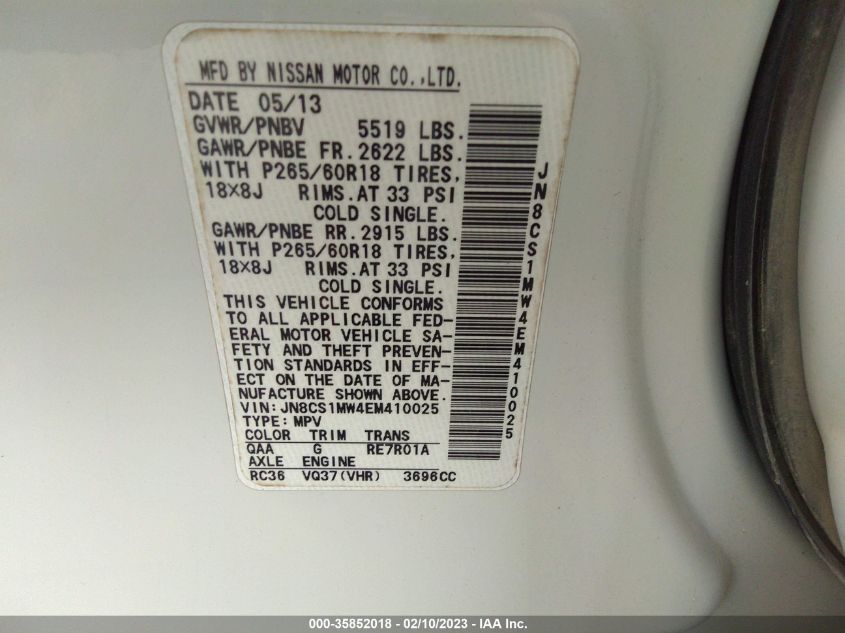 MFD BY NISSAN MOTOR CO.,LTD.
DATE 05/13
GVWR/PNBV 5519 LBS.
GAWR/PNBE FR. 2622 LBS.
WITH P265/60R18 TIRES,
18X8J RIMS.AT 33 PSI
COLD SINGLE.
GAWR/PNBE RR. 2915 LBS.
WITH P265/60R18 TIRES,
18X8J RIMS.AT 33 PSI
COLD SINGLE.
THIS VEHICLE CONFORMS
TO ALL APPLICABLE FED-
ERAL MOTOR VEHICLE SA-
FETY AND THEFT PREVEN-
TION STANDARDS IN EFF-
ECT ON THE DATE OF MA-
NUFACTURE SHOWN ABOVE.
VIN: JN8CS1MW4EM410025
TYPE: MPV
COLOR TRIM TRANS
QAA G RE7R01A
AXLE ENGINE
RC36 VQ37(VHR) 3696CC
JN8CS1MW4EM410025
000-35852018 - 02/10/2023 - IAA Inc.